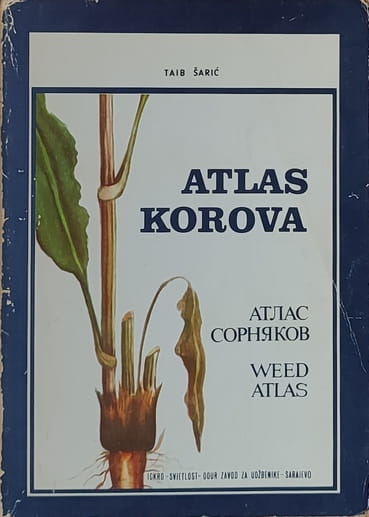 TAIB ŠARIĆ
ATLAS
KOROVA
АТЛАС
СОРНЯКОВ
WEED
ATLAS
IGKRO-SVJETLOST-OOUR ZAVOD ZA UDŽBENIKE-SARAJEVO